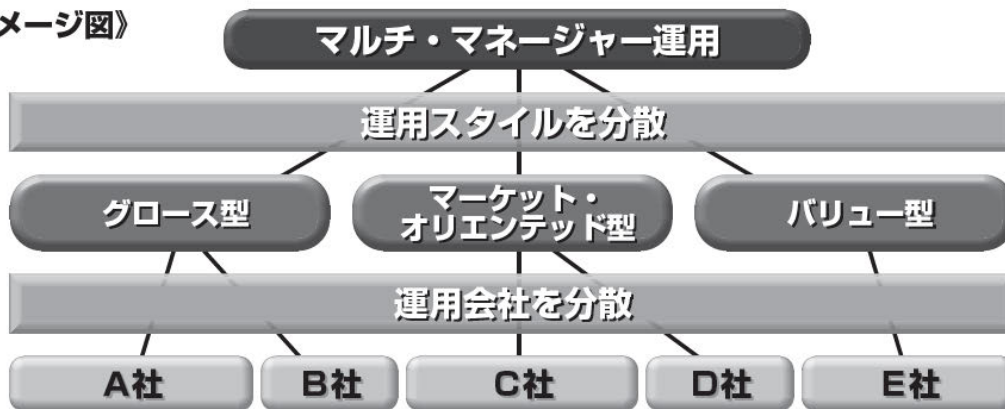 メージ図》
マルチ・マネージャー運用
運用スタイルを分散
グロース型
マーケット・
オリエンテッド型
バリュー型
運用会社を分散
A社
B社
C社
D社
E社